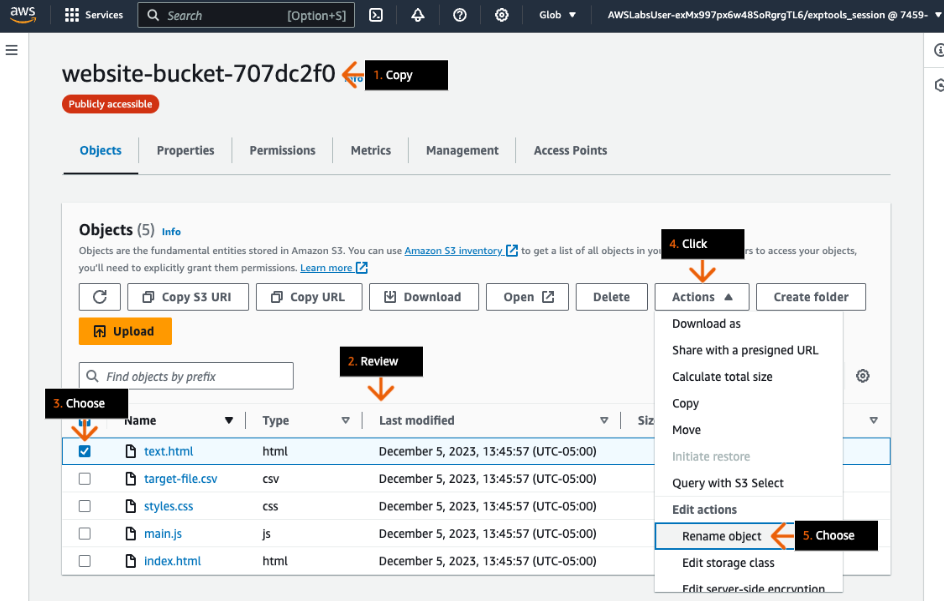 aws
Services
Search
[Option+S]
Glob
AWSLabsUser-exMx997px6w48SoRgrgTL6/exptools_session @ 7459-
website-bucket-707dc2f0
1. Copy
Publicly accessible
Objects
Properties
Permissions
Metrics
Management
Access Points
Objects (5) Info
Objects are the fundamental entities stored in Amazon S3. You can use Amazon S3 inventory to get a list of all objects in
to access your objects,
you'll need to explicitly grant them permissions. Learn more
4. Click
Copy S3 URI
Copy URL
Download
Open
Delete
Actions
Create folder
Upload
Find objects by prefix
2. Review
3. Choose
Name
Type
Last modified
text.html html December 5, 2023, 13:45:57 (UTC-05:00)
target-file.csv csv December 5, 2023, 13:45:57 (UTC-05:00)
styles.css css December 5, 2023, 13:45:57 (UTC-05:00)
main.js js December 5, 2023, 13:45:57 (UTC-05:00)
index.html html December 5, 2023, 13:45:57 (UTC-05:00)
Download as
Share with a presigned URL
Calculate total size
Copy
Move
Initiate restore
Query with S3 Select
Edit actions
Rename object
5. Choose
Edit storage class
Edit server-side encryption